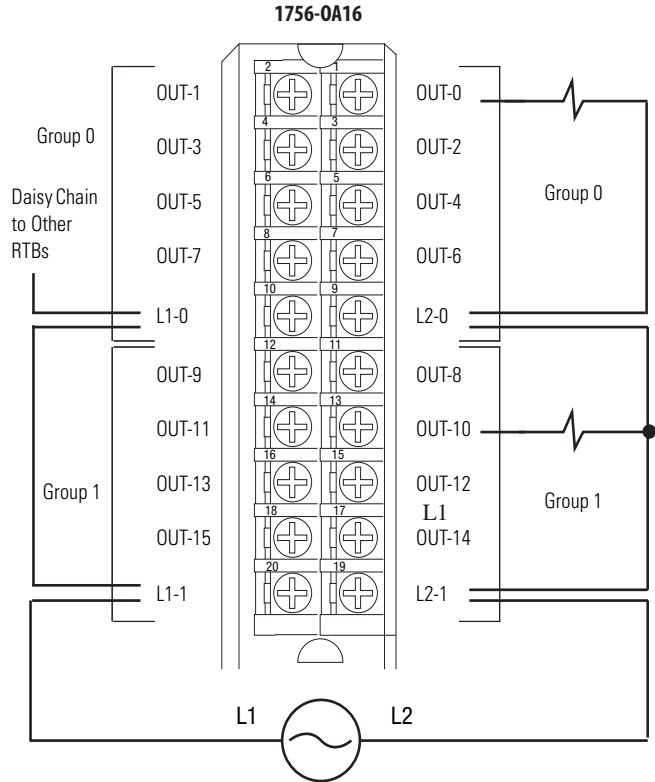 1756-OA16
2 1
OUT-1 OUT-0
4 3
Group 0 OUT-3 OUT-2
6 5
Daisy Chain
to Other
RTBs
OUT-5 OUT-4
Group 0
8 7
OUT-7 OUT-6
10 9
L1-0 L2-0
12 11
OUT-9 OUT-8
14 13
OUT-11 OUT-10
16 15
Group 1 OUT-13 OUT-12 Group 1
L1
18 17
OUT-15 OUT-14
20 19
L1-1 L2-1
L1 L2